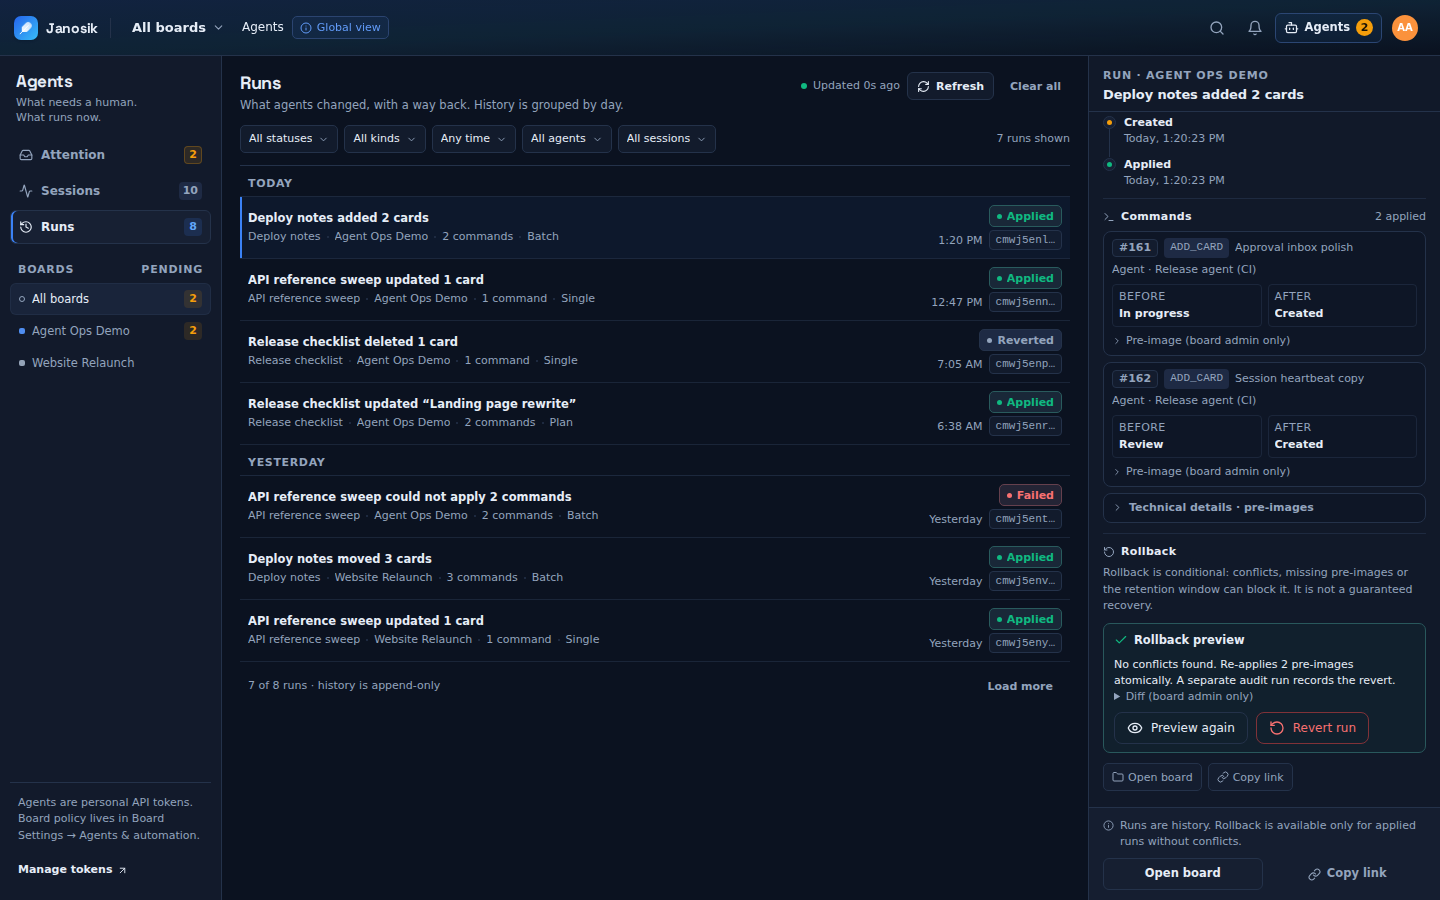 Janosik
All boards
Agents
Global view
Agents 2
AA
Agents
What needs a human.
What runs now.
Attention 2
Sessions 10
Runs 8
BOARDS PENDING
All boards 2
Agent Ops Demo 2
Website Relaunch
Agents are personal API tokens.
Board policy lives in Board
Settings → Agents & automation.
Manage tokens
Runs
What agents changed, with a way back. History is grouped by day.
Updated 0s ago
Refresh
Clear all
All statuses
All kinds
Any time
All agents
All sessions
7 runs shown
TODAY
Deploy notes added 2 cards
Applied
Deploy notes · Agent Ops Demo · 2 commands · Batch
1:20 PM cmwj5enl…
API reference sweep updated 1 card
Applied
API reference sweep · Agent Ops Demo · 1 command · Single
12:47 PM cmwj5enn…
Release checklist deleted 1 card
Reverted
Release checklist · Agent Ops Demo · 1 command · Single
7:05 AM cmwj5enp…
Release checklist updated “Landing page rewrite”
Applied
Release checklist · Agent Ops Demo · 2 commands · Plan
6:38 AM cmwj5enr…
YESTERDAY
API reference sweep could not apply 2 commands
Failed
API reference sweep · Agent Ops Demo · 2 commands · Batch
Yesterday cmwj5ent…
Deploy notes moved 3 cards
Applied
Deploy notes · Website Relaunch · 3 commands · Batch
Yesterday cmwj5env…
API reference sweep updated 1 card
Applied
API reference sweep · Website Relaunch · 1 command · Single
Yesterday cmwj5eny…
7 of 8 runs · history is append-only
Load more
RUN · AGENT OPS DEMO
Deploy notes added 2 cards
Created
Today, 1:20:23 PM
Applied
Today, 1:20:23 PM
Commands 2 applied
#161 ADD_CARD Approval inbox polish
Agent · Release agent (CI)
BEFORE AFTER
In progress Created
Pre-image (board admin only)
#162 ADD_CARD Session heartbeat copy
Agent · Release agent (CI)
BEFORE AFTER
Review Created
Pre-image (board admin only)
Technical details · pre-images
Rollback
Rollback is conditional: conflicts, missing pre-images or
the retention window can block it. It is not a guaranteed
recovery.
Rollback preview
No conflicts found. Re-applies 2 pre-images
atomically. A separate audit run records the revert.
Diff (board admin only)
Preview again
Revert run
Open board
Copy link
Runs are history. Rollback is available only for applied
runs without conflicts.
Open board
Copy link